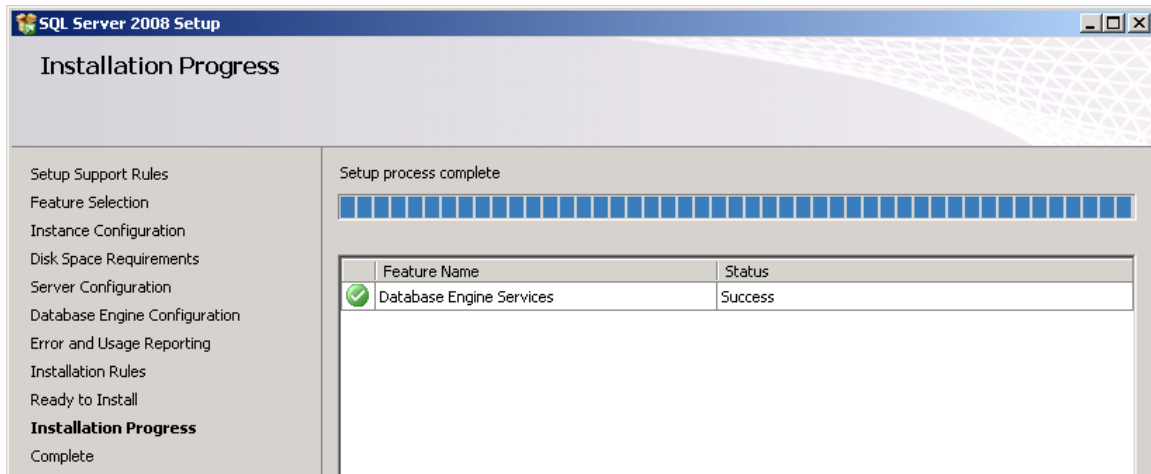 SQL Server 2008 Setup
Installation Progress
Setup Support Rules
Feature Selection
Instance Configuration
Disk Space Requirements
Server Configuration
Database Engine Configuration
Error and Usage Reporting
Installation Rules
Ready to Install
Installation Progress
Complete
Setup process complete
Feature Name Status
Database Engine Services Success